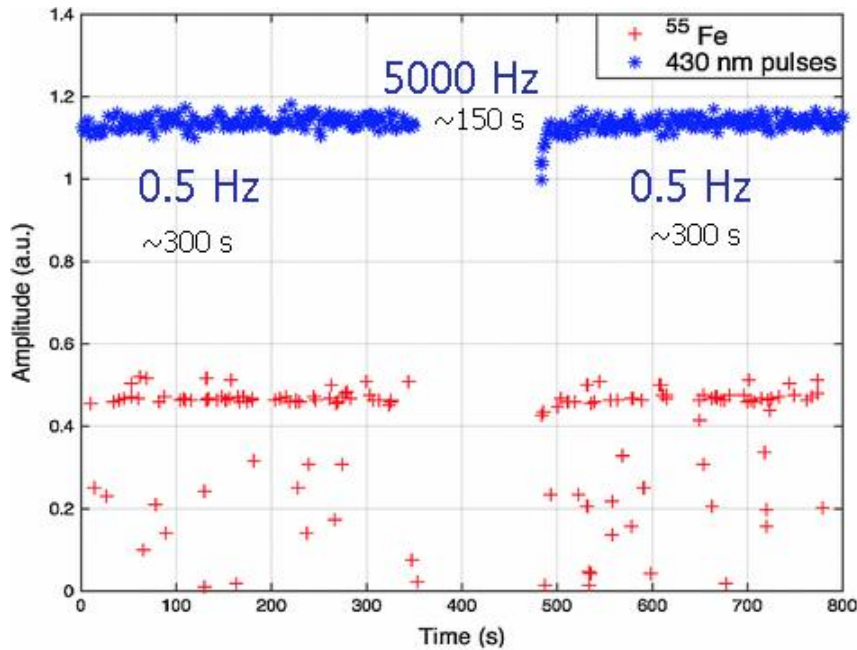 1.4
1.2
1
0.8
0.6
0.4
0.2
0
Amplitude (a.u.)
55 Fe
430 nm pulses
5000 Hz
~150 s
0.5 Hz
~300 s
0.5 Hz
~300 s
0 100 200 300 400 500 600 700 800
Time (s)